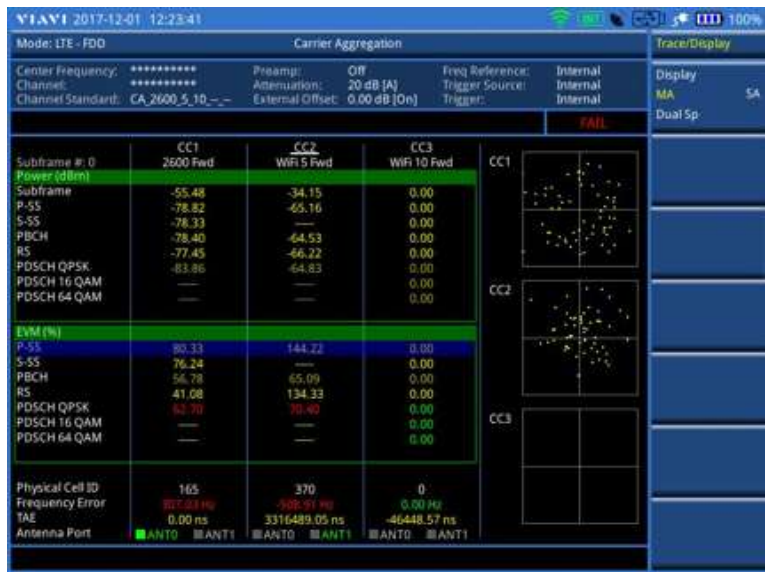 VIAVI 2017-12-01 12:23:41 100%
Mode: LTE - FDD Carrier Aggregation Trace/Display
Center Frequency: ********** Preamp: Off Freq Reference: Internal
Channel: ********** Attenuation: 20 dB [A] Trigger Source: Internal
Channel Standard: CA_2600_5_10_--_-- External Offset: 0.00 dB [On] Trigger: Internal
Display
MA SA
Dual Sp
FAIL
CC1 CC2 CC3
Subframe #: 0 2600 Fwd WiFi 5 Fwd WiFi 10 Fwd CC1
Power (dBm)
Subframe -55.48 -34.15 0.00
P-SS -78.82 -65.16 0.00
S-SS -78.33 ---- 0.00
PBCH -78.40 -64.53 0.00
RS -77.45 -66.22 0.00
PDSCH QPSK -83.86 -64.83 0.00
PDSCH 16 QAM ---- ---- 0.00
PDSCH 64 QAM ---- ---- 0.00
CC2
EVM (%)
P-SS 80.33 144.22 0.00
S-SS 76.24 ---- 0.00
PBCH 56.78 65.09 0.00
RS 41.08 134.33 0.00
PDSCH QPSK 62.70 70.40 0.00
PDSCH 16 QAM ---- ---- 0.00
PDSCH 64 QAM ---- ---- 0.00
CC3
Physical Cell ID 165 370 0
Frequency Error Hz Hz 0.00 Hz
TAE 0.00 ns 3316489.05 ns -46448.57 ns
Antenna Port ANT0 ANT1 ANT0 ANT1 ANT0 ANT1